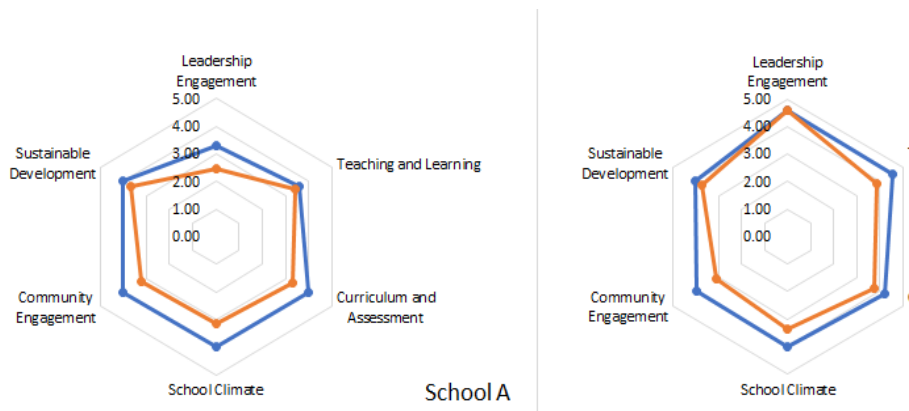 Leadership
Engagement
5.00
4.00
3.00
2.00
1.00
0.00
Teaching and Learning
Curriculum and
Assessment
School Climate
Community
Engagement
Sustainable
Development
School A
Leadership
Engagement
5.00
4.00
3.00
2.00
1.00
0.00
School Climate
Community
Engagement
Sustainable
Development